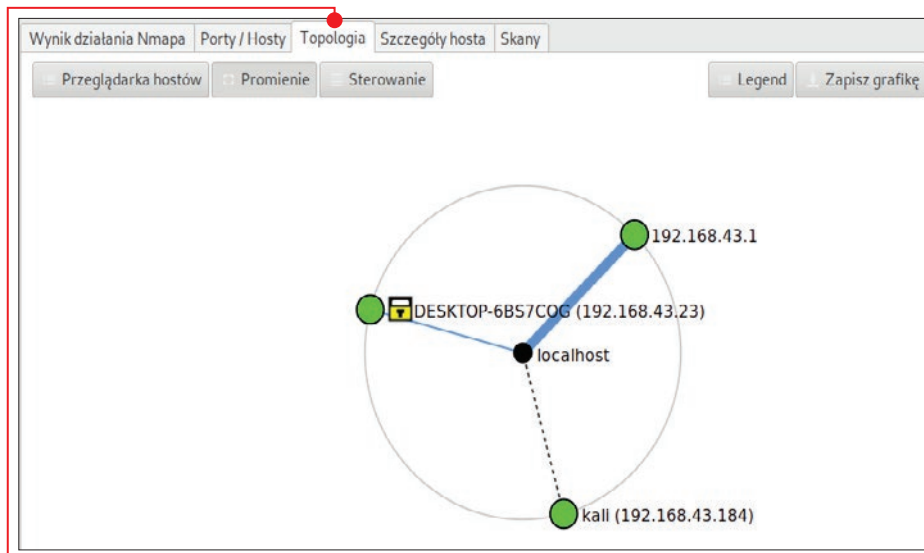 Wynik działania Nmapa Porty / Hosty Topologia Szczegóły hosta Skany
Przeglądarka hostów Promienie Sterowanie Legend Zapisz grafikę
192.168.43.1
DESKTOP-6BS7COG (192.168.43.23)
localhost
kali (192.168.43.184)